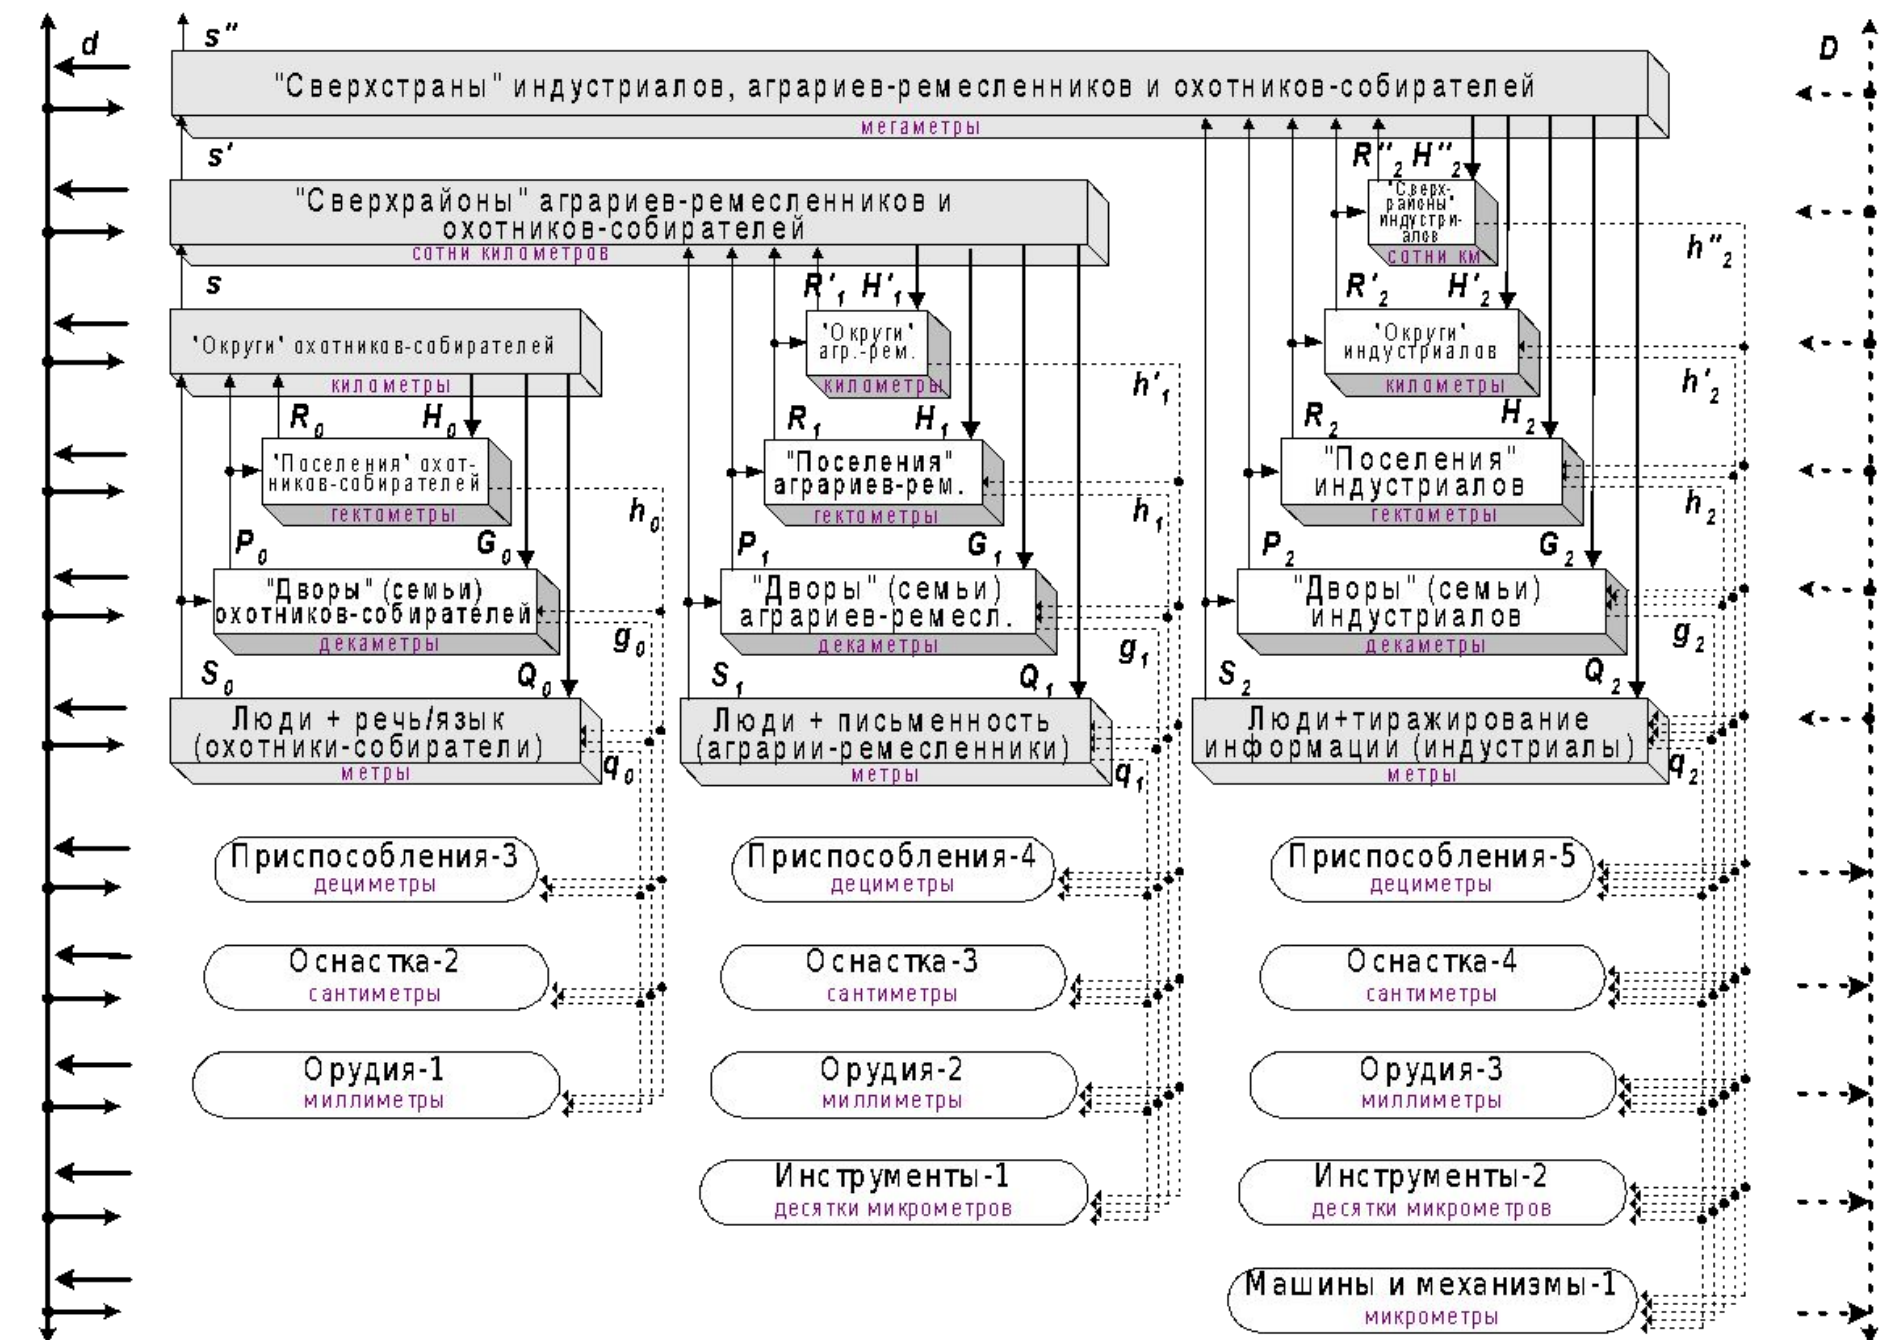 d
s"
D
"Сверхстраны" индустриалов, аграриев-ремесленников и охотников-собирателей
мегаметры
s'
R"2 H"2
"Сверхрайоны" аграриев-ремесленников и
охотников-собирателей
сотни километров
"Сверх-
районы"
индустри-
алов
сотни км
h"2
s
R'1 H'1
R'2 H'2
"Округи" охотников-собирателей
километры
"Округи"
агр.-рем.
километры
h'1
"Округи"
индустриалов
километры
h'2
R0 H0
R1 H1
R2 H2
"Поселения" охот-
ников-собирателей
гектометры
h0
"Поселения"
аграриев-рем.
гектометры
h1
"Поселения"
индустриалов
гектометры
h2
P0 G0
P1 G1
P2 G2
"Дворы" (семьи)
охотников-собирателей
декаметры
g0
"Дворы" (семьи)
аграриев-ремесл.
декаметры
g1
"Дворы" (семьи)
индустриалов
декаметры
g2
S0 Q0
S1 Q1
S2 Q2
Люди + речь/язык
(охотники-собиратели)
метры
q0
Люди + письменность
(аграрии-ремесленники)
метры
q1
Люди+тиражирование
информации (индустриалы)
метры
q2
Приспособления-3
дециметры
Приспособления-4
дециметры
Приспособления-5
дециметры
Оснастка-2
сантиметры
Оснастка-3
сантиметры
Оснастка-4
сантиметры
Орудия-1
миллиметры
Орудия-2
миллиметры
Орудия-3
миллиметры
Инструменты-1
десятки микрометров
Инструменты-2
десятки микрометров
Машины и механизмы-1
микрометры